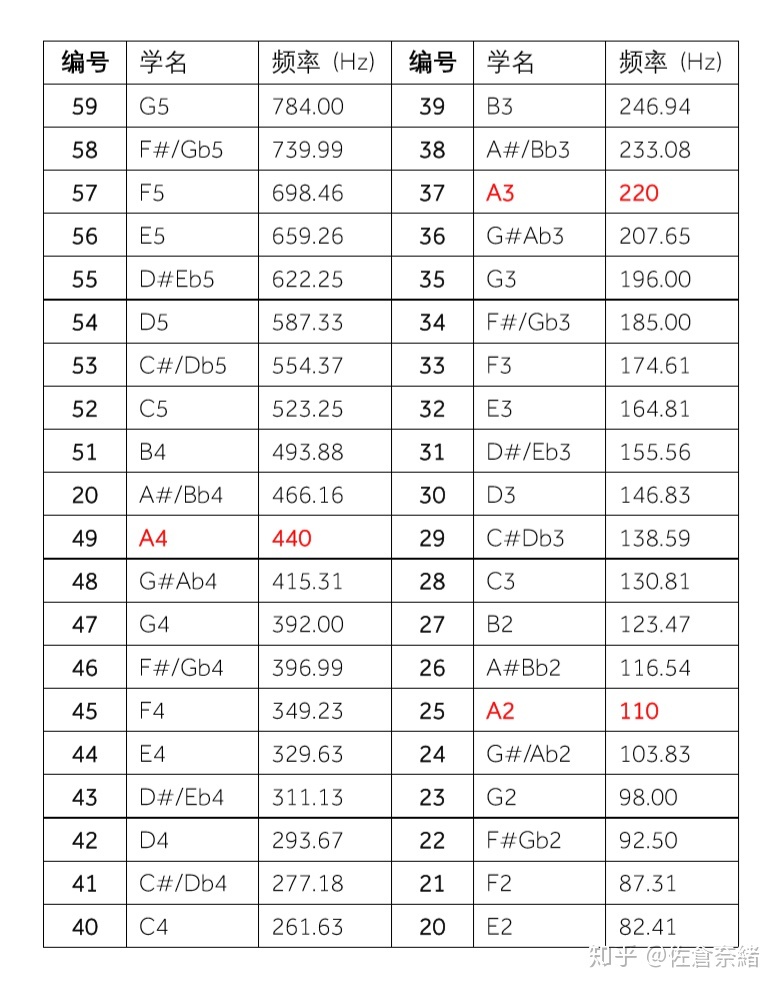 编号 学名 频率 (Hz) 编号 学名 频率 (Hz)
59 G5 784.00 39 B3 246.94
58 F#/Gb5 739.99 38 A#/Bb3 233.08
57 F5 698.46 37 A3 220
56 E5 659.26 36 G#Ab3 207.65
55 D#Eb5 622.25 35 G3 196.00
54 D5 587.33 34 F#/Gb3 185.00
53 C#/Db5 554.37 33 F3 174.61
52 C5 523.25 32 E3 164.81
51 B4 493.88 31 D#/Eb3 155.56
20 A#/Bb4 466.16 30 D3 146.83
49 A4 440 29 C#Db3 138.59
48 G#Ab4 415.31 28 C3 130.81
47 G4 392.00 27 B2 123.47
46 F#/Gb4 396.99 26 A#Bb2 116.54
45 F4 349.23 25 A2 110
44 E4 329.63 24 G#/Ab2 103.83
43 D#/Eb4 311.13 23 G2 98.00
42 D4 293.67 22 F#Gb2 92.50
41 C#/Db4 277.18 21 F2 87.31
40 C4 261.63 20 E2 82.41
知乎 @佐倉奈緒